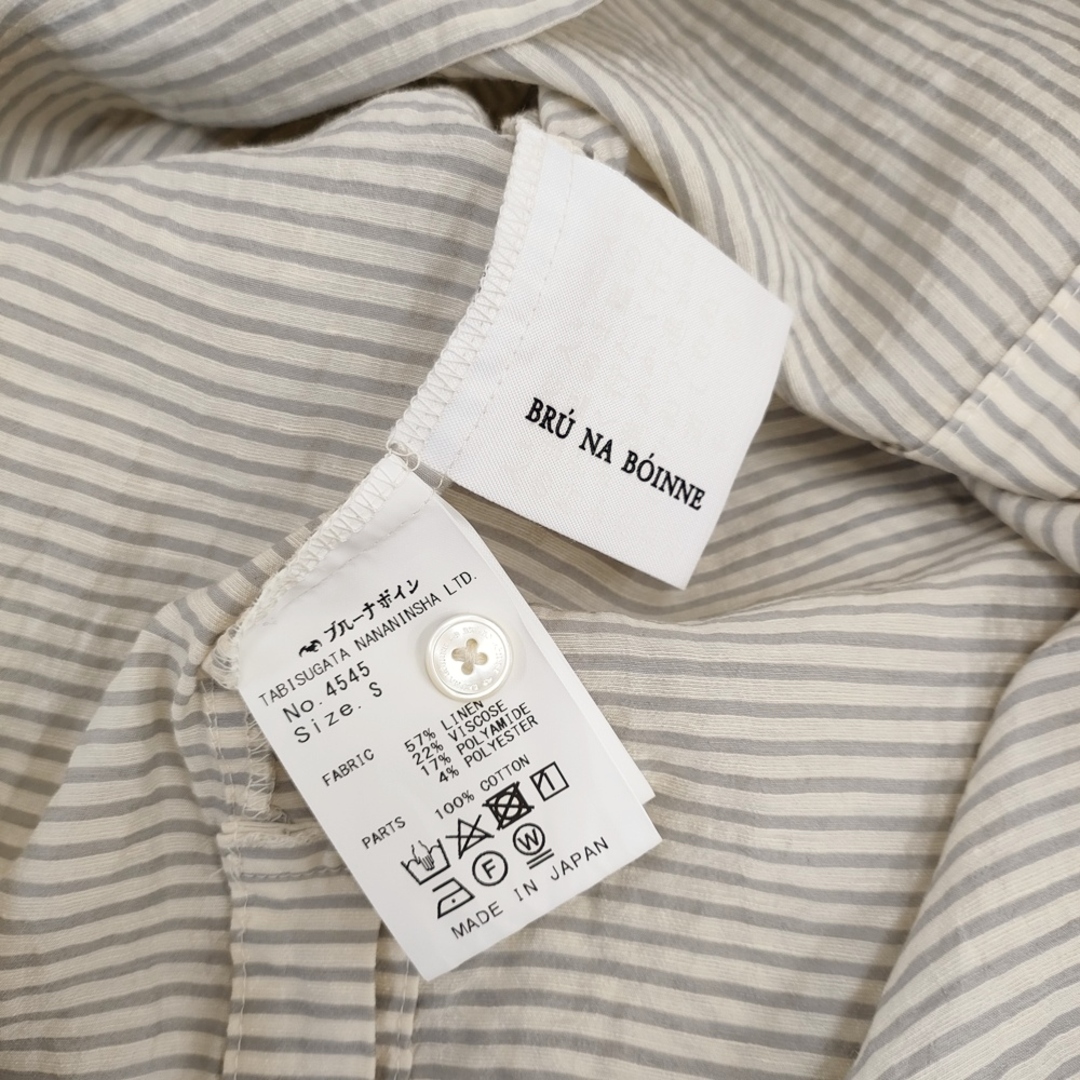 BRÚ NA BÓINNE
ブルーナボイン
TABISUGATA NANANINSHA LTD.
No. 4545
Size. S
FABRIC 57% LINEN
22% VISCOSE
17% POLYAMIDE
4% POLYESTER
PARTS 100% COTTON
F W
MADE IN JAPAN